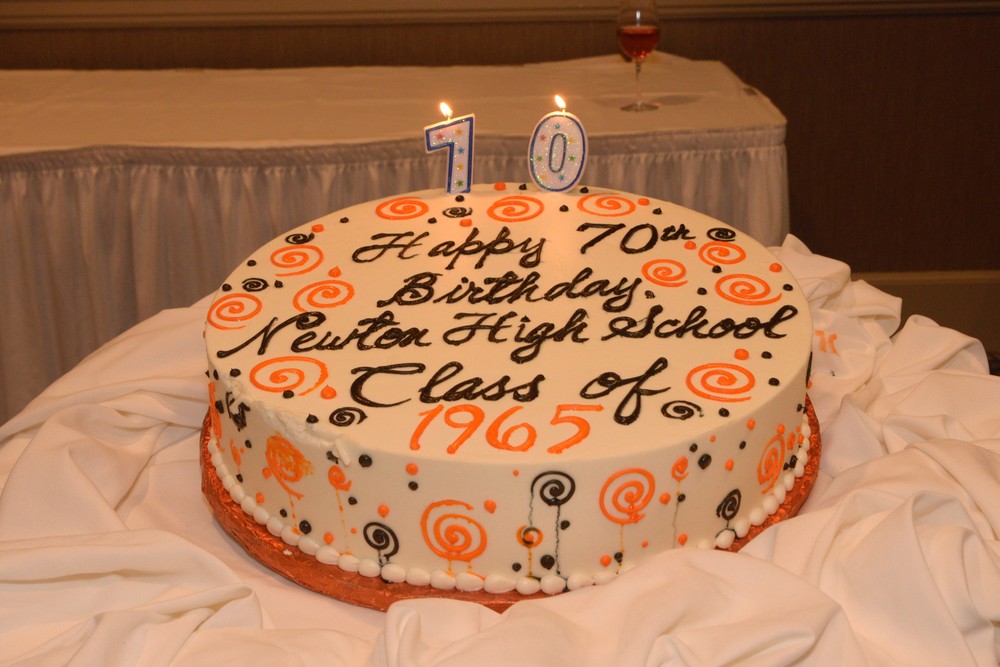 70
Happy 70th
Birthday
Newton High School
Class of
1965